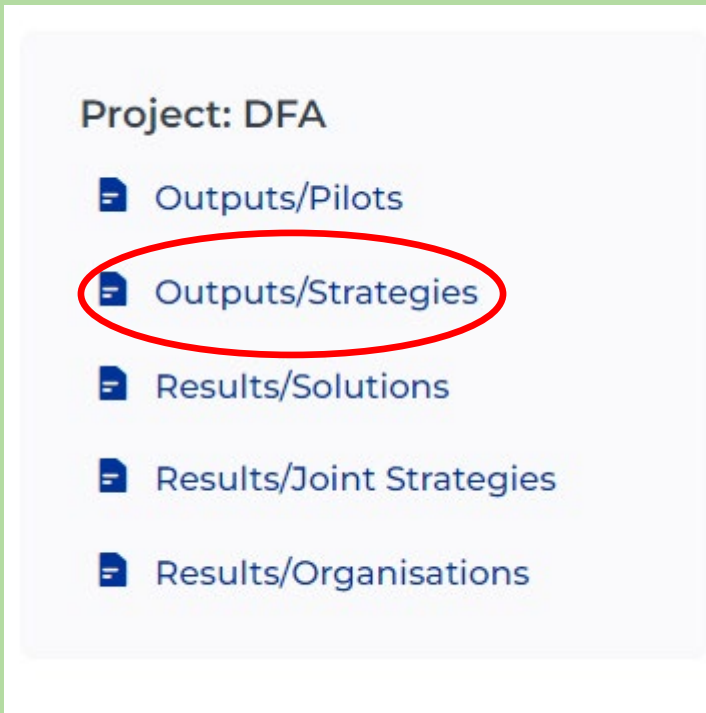 Project: DFA
Outputs/Pilots
Outputs/Strategies
Results/Solutions
Results/Joint Strategies
Results/Organisations